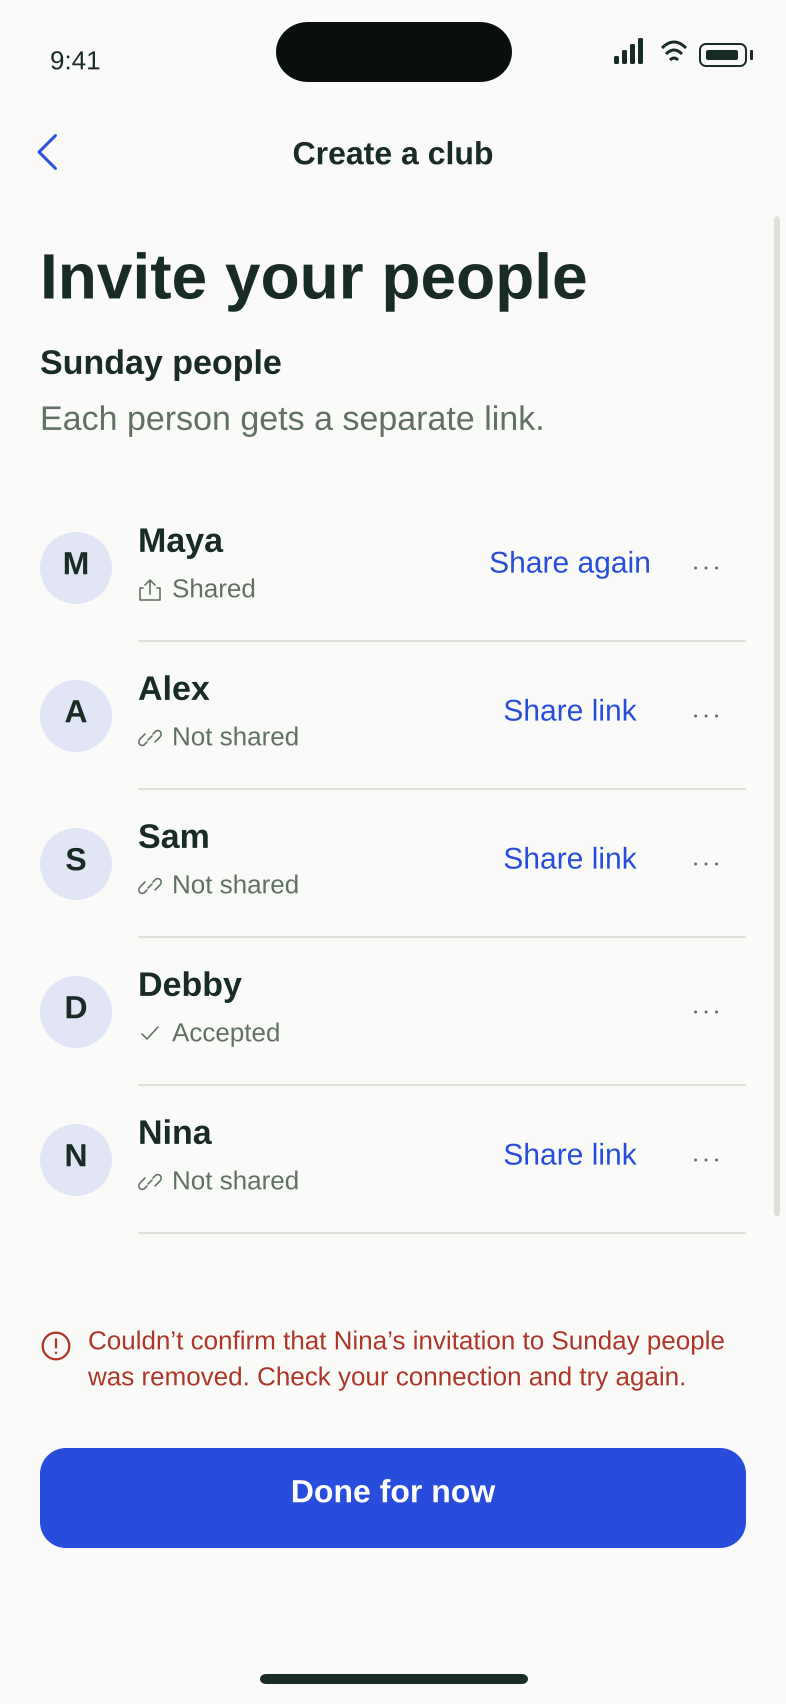 9:41
Create a club
Invite your people
Sunday people
Each person gets a separate link.
M
Maya
Shared
Share again
...
A
Alex
Not shared
Share link
...
S
Sam
Not shared
Share link
...
D
Debby
Accepted
...
N
Nina
Not shared
Share link
...
Couldn’t confirm that Nina’s invitation to Sunday people
was removed. Check your connection and try again.
Done for now